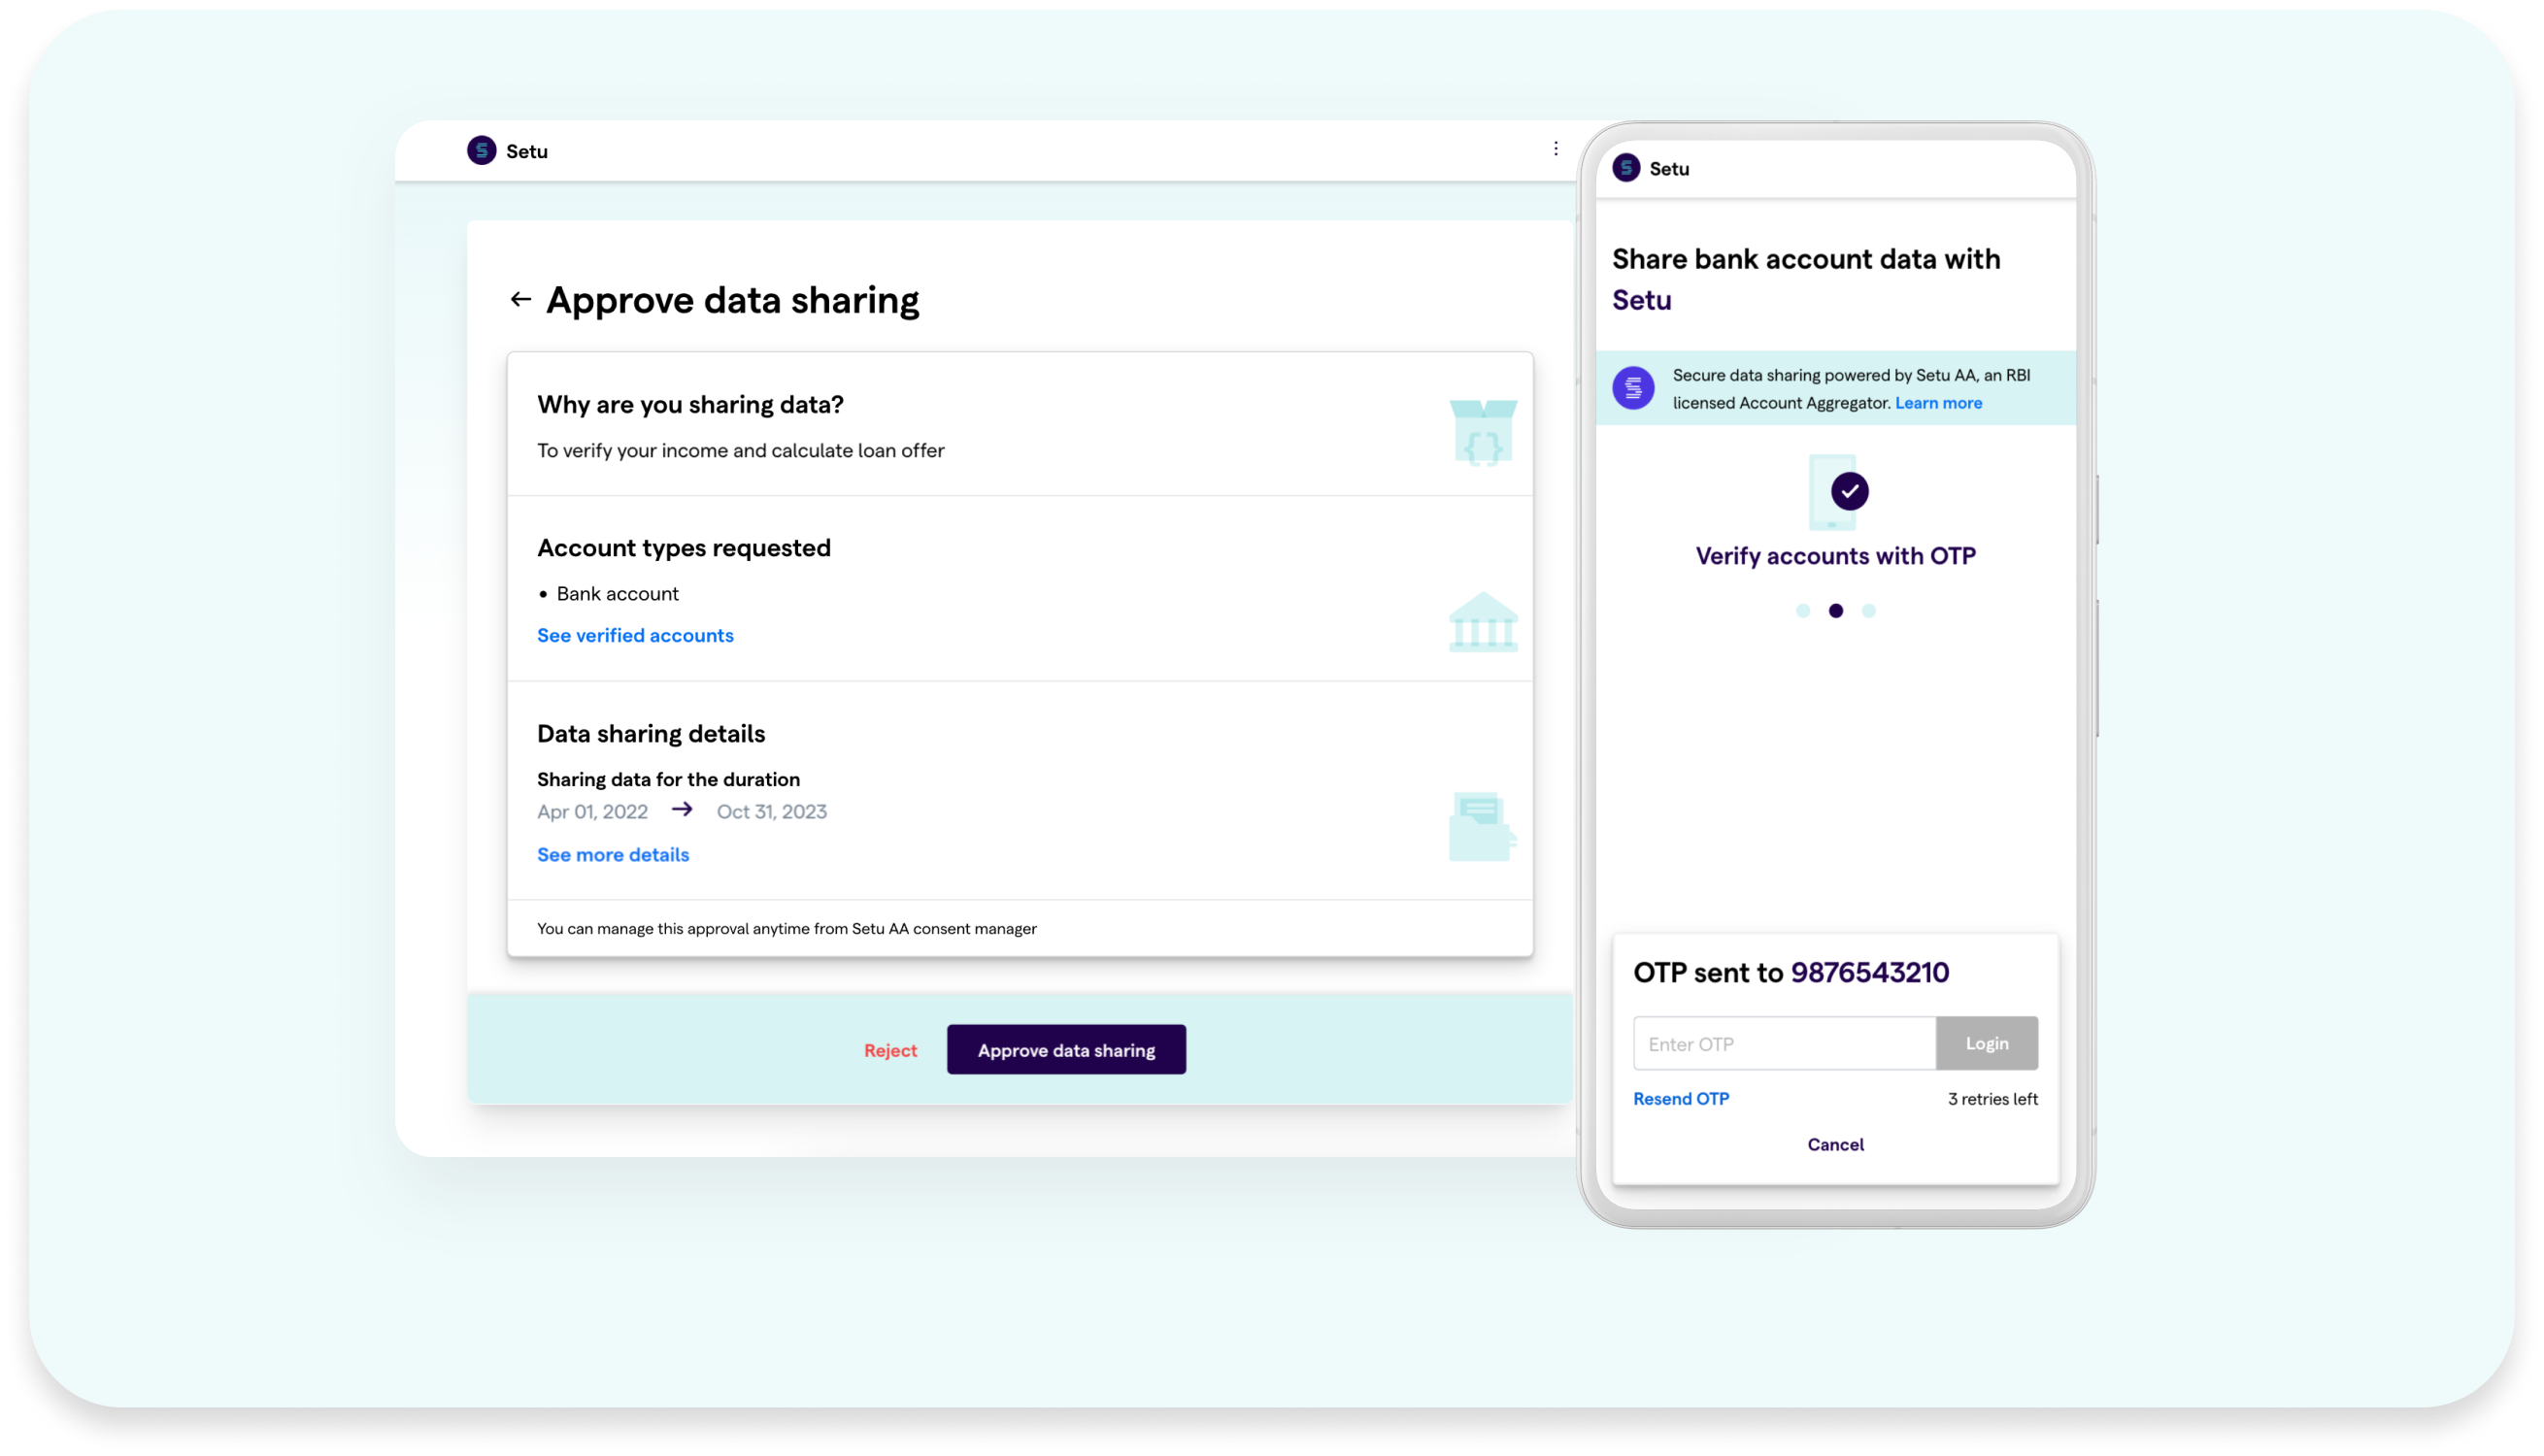 Setu
Approve data sharing
Why are you sharing data?
To verify your income and calculate loan offer
{ }
Account types requested
• Bank account
See verified accounts
Data sharing details
Sharing data for the duration
Apr 01, 2022 → Oct 31, 2023
See more details
You can manage this approval anytime from Setu AA consent manager
Reject
Approve data sharing
Setu
Share bank account data with
Setu
Secure data sharing powered by Setu AA, an RBI
licensed Account Aggregator. Learn more
Verify accounts with OTP
OTP sent to 9876543210
Enter OTP
Login
Resend OTP
3 retries left
Cancel